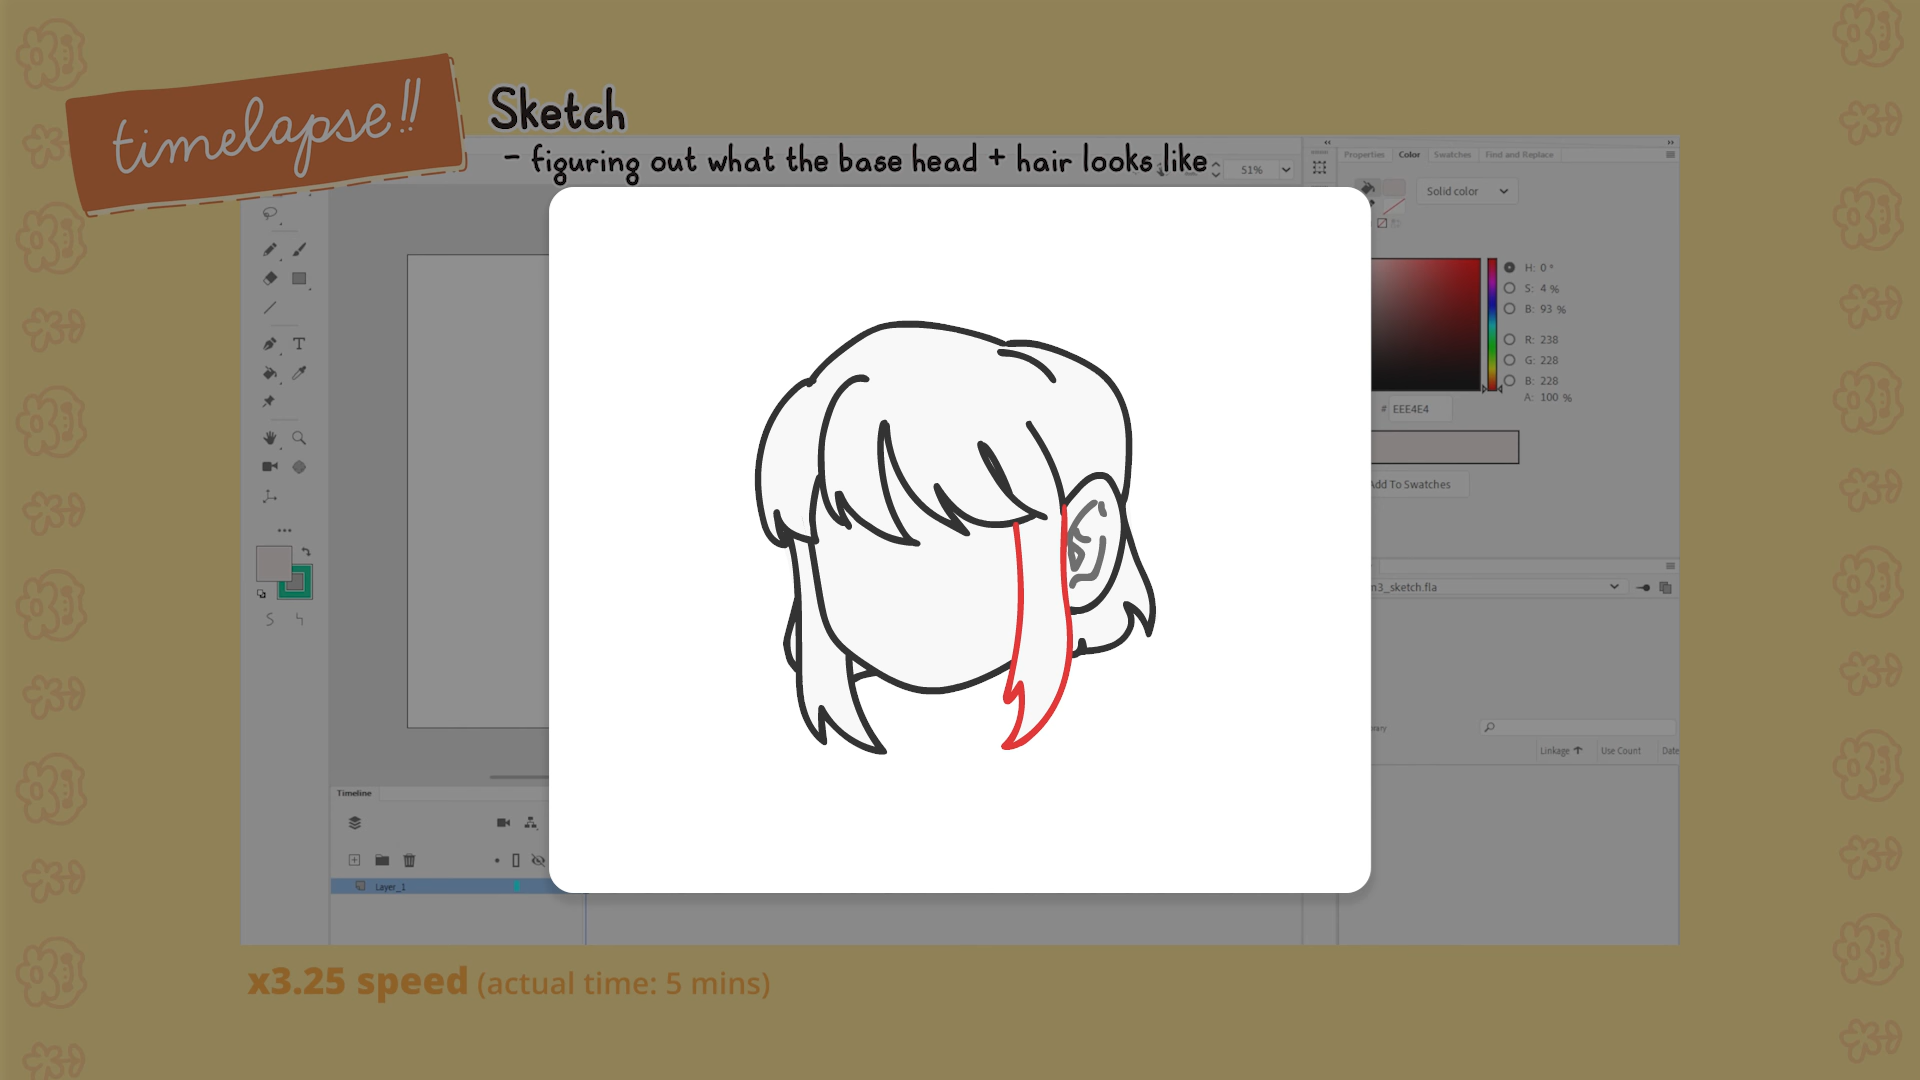 timelapse!!
Sketch
- figuring out what the base head + hair looks like
51%
Properties Color Swatches Find and Replace
Solid color
H: 0 °
S: 4 %
B: 93 %
R: 238
G: 228
B: 228
A: 100 %
# EEE4E4
Add To Swatches
n3_sketch.fla
Linkage Use Count Date
Timeline
Layer_1
x3.25 speed (actual time: 5 mins)